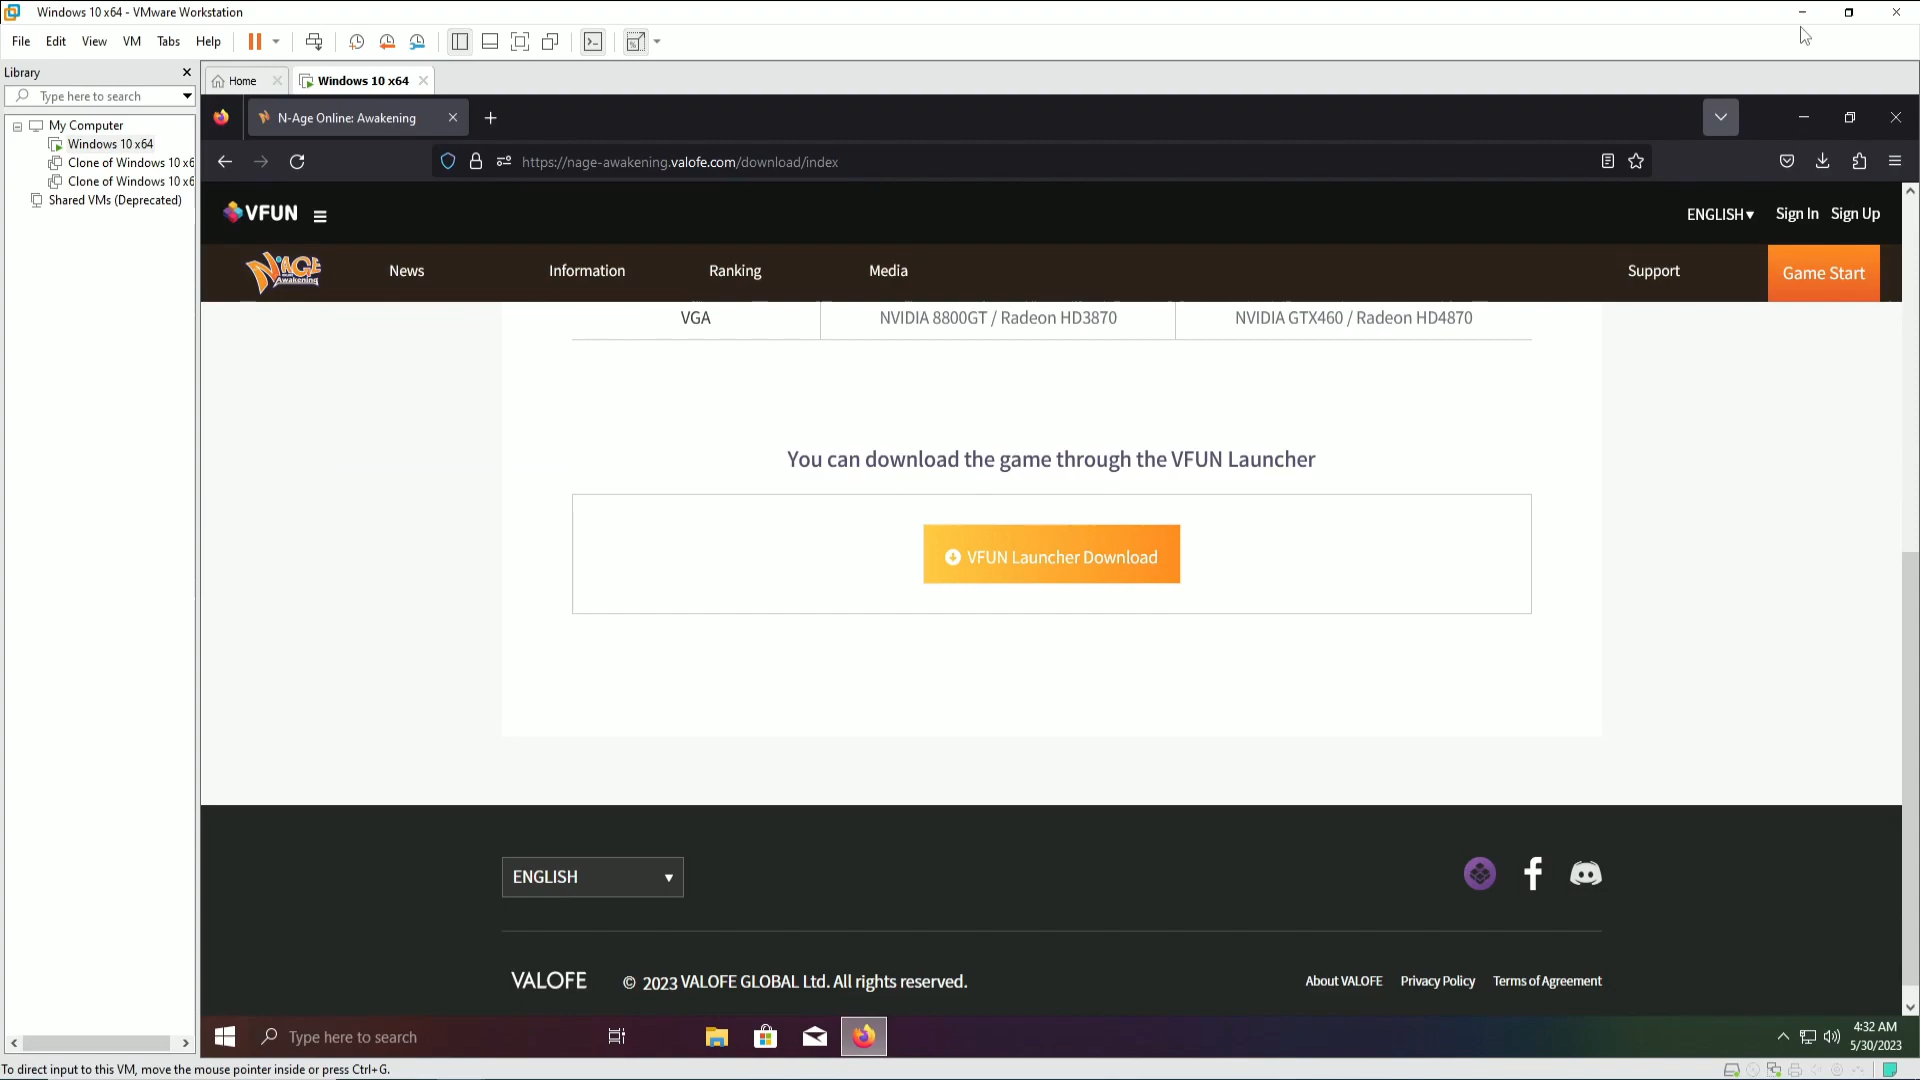 Windows 10 x64 - VMware Workstation
File Edit View VM Tabs Help
Library
Home
Windows 10 x64
Type here to search
My Computer
Windows 10 x64
Clone of Windows 10 x6
Clone of Windows 10 x6
Shared VMs (Deprecated)
N-Age Online: Awakening
https://nage-awakening.valofe.com/download/index
VFUN
ENGLISH▾ Sign In Sign Up
N-AGE Awakening
News Information Ranking Media Support Game Start
VGA NVIDIA 8800GT / Radeon HD3870 NVIDIA GTX460 / Radeon HD4870
You can download the game through the VFUN Launcher
VFUN Launcher Download
ENGLISH
VALOFE © 2023 VALOFE GLOBAL Ltd. All rights reserved. About VALOFE Privacy Policy Terms of Agreement
Type here to search
4:32 AM
5/30/2023
To direct input to this VM, move the mouse pointer inside or press Ctrl+G.